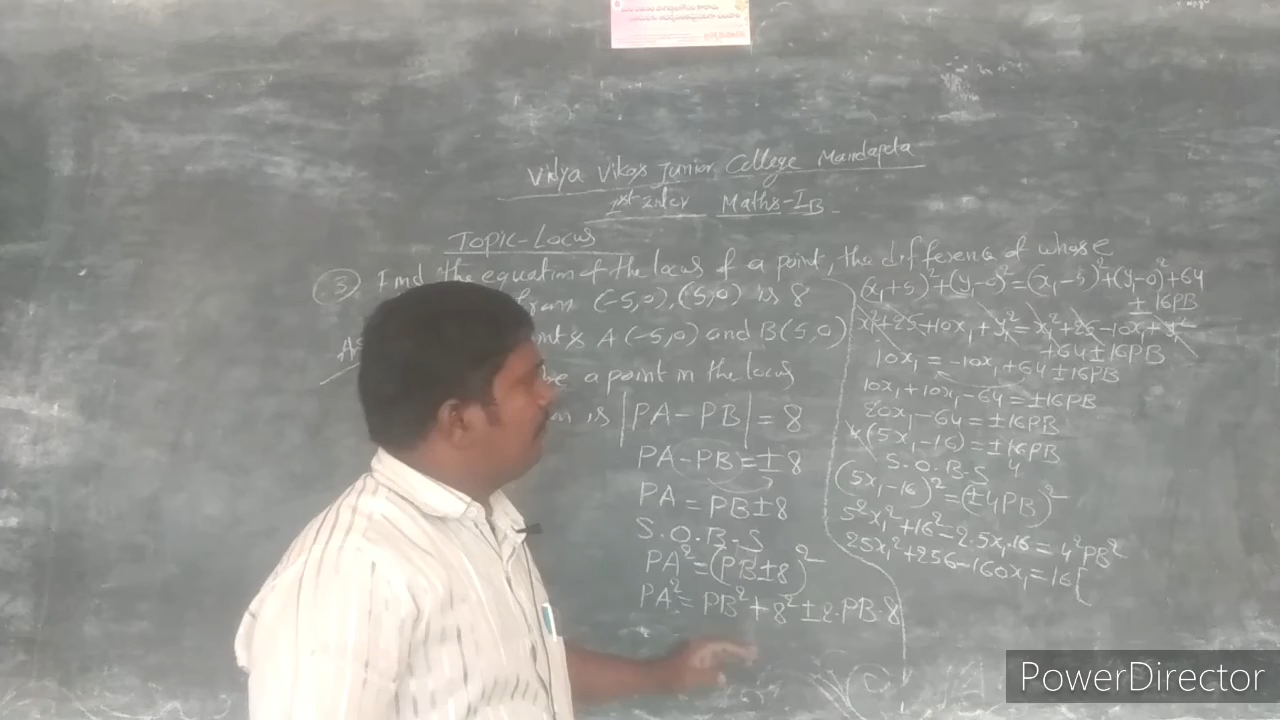 Vidya Vikas Junior College Mandapeta
1st Inter Maths-IB
Topic-Locus
③ Find the equation of the locus of a point, the difference of whose
from (-5,0), (5,0) is 8
A(-5,0) and B(5,0)
be a point in the locus
is |PA-PB| = 8
PA-PB = ±8
PA = PB±8
S.O.B.S
PA² = (PB±8)²
PA² = PB²+8²±2·PB·8
(x₁+5)²+(y₁-0)² = (x₁-5)²+(y₁-0)²+64
± 16PB
x₁²+25+10x₁+y₁² = x₁²+25-10x₁+y₁²
+64±16PB
10x₁ = -10x₁+64±16PB
10x₁+10x₁-64 = ±16PB
20x₁-64 = ±16PB
4(5x₁-16) = ±16PB
4
S.O.B.S
(5x₁-16)² = (±4PB)²
5²x₁²+16²-2·5x₁·16 = 4²PB²
25x₁²+256-160x₁ = 16[
PowerDirector